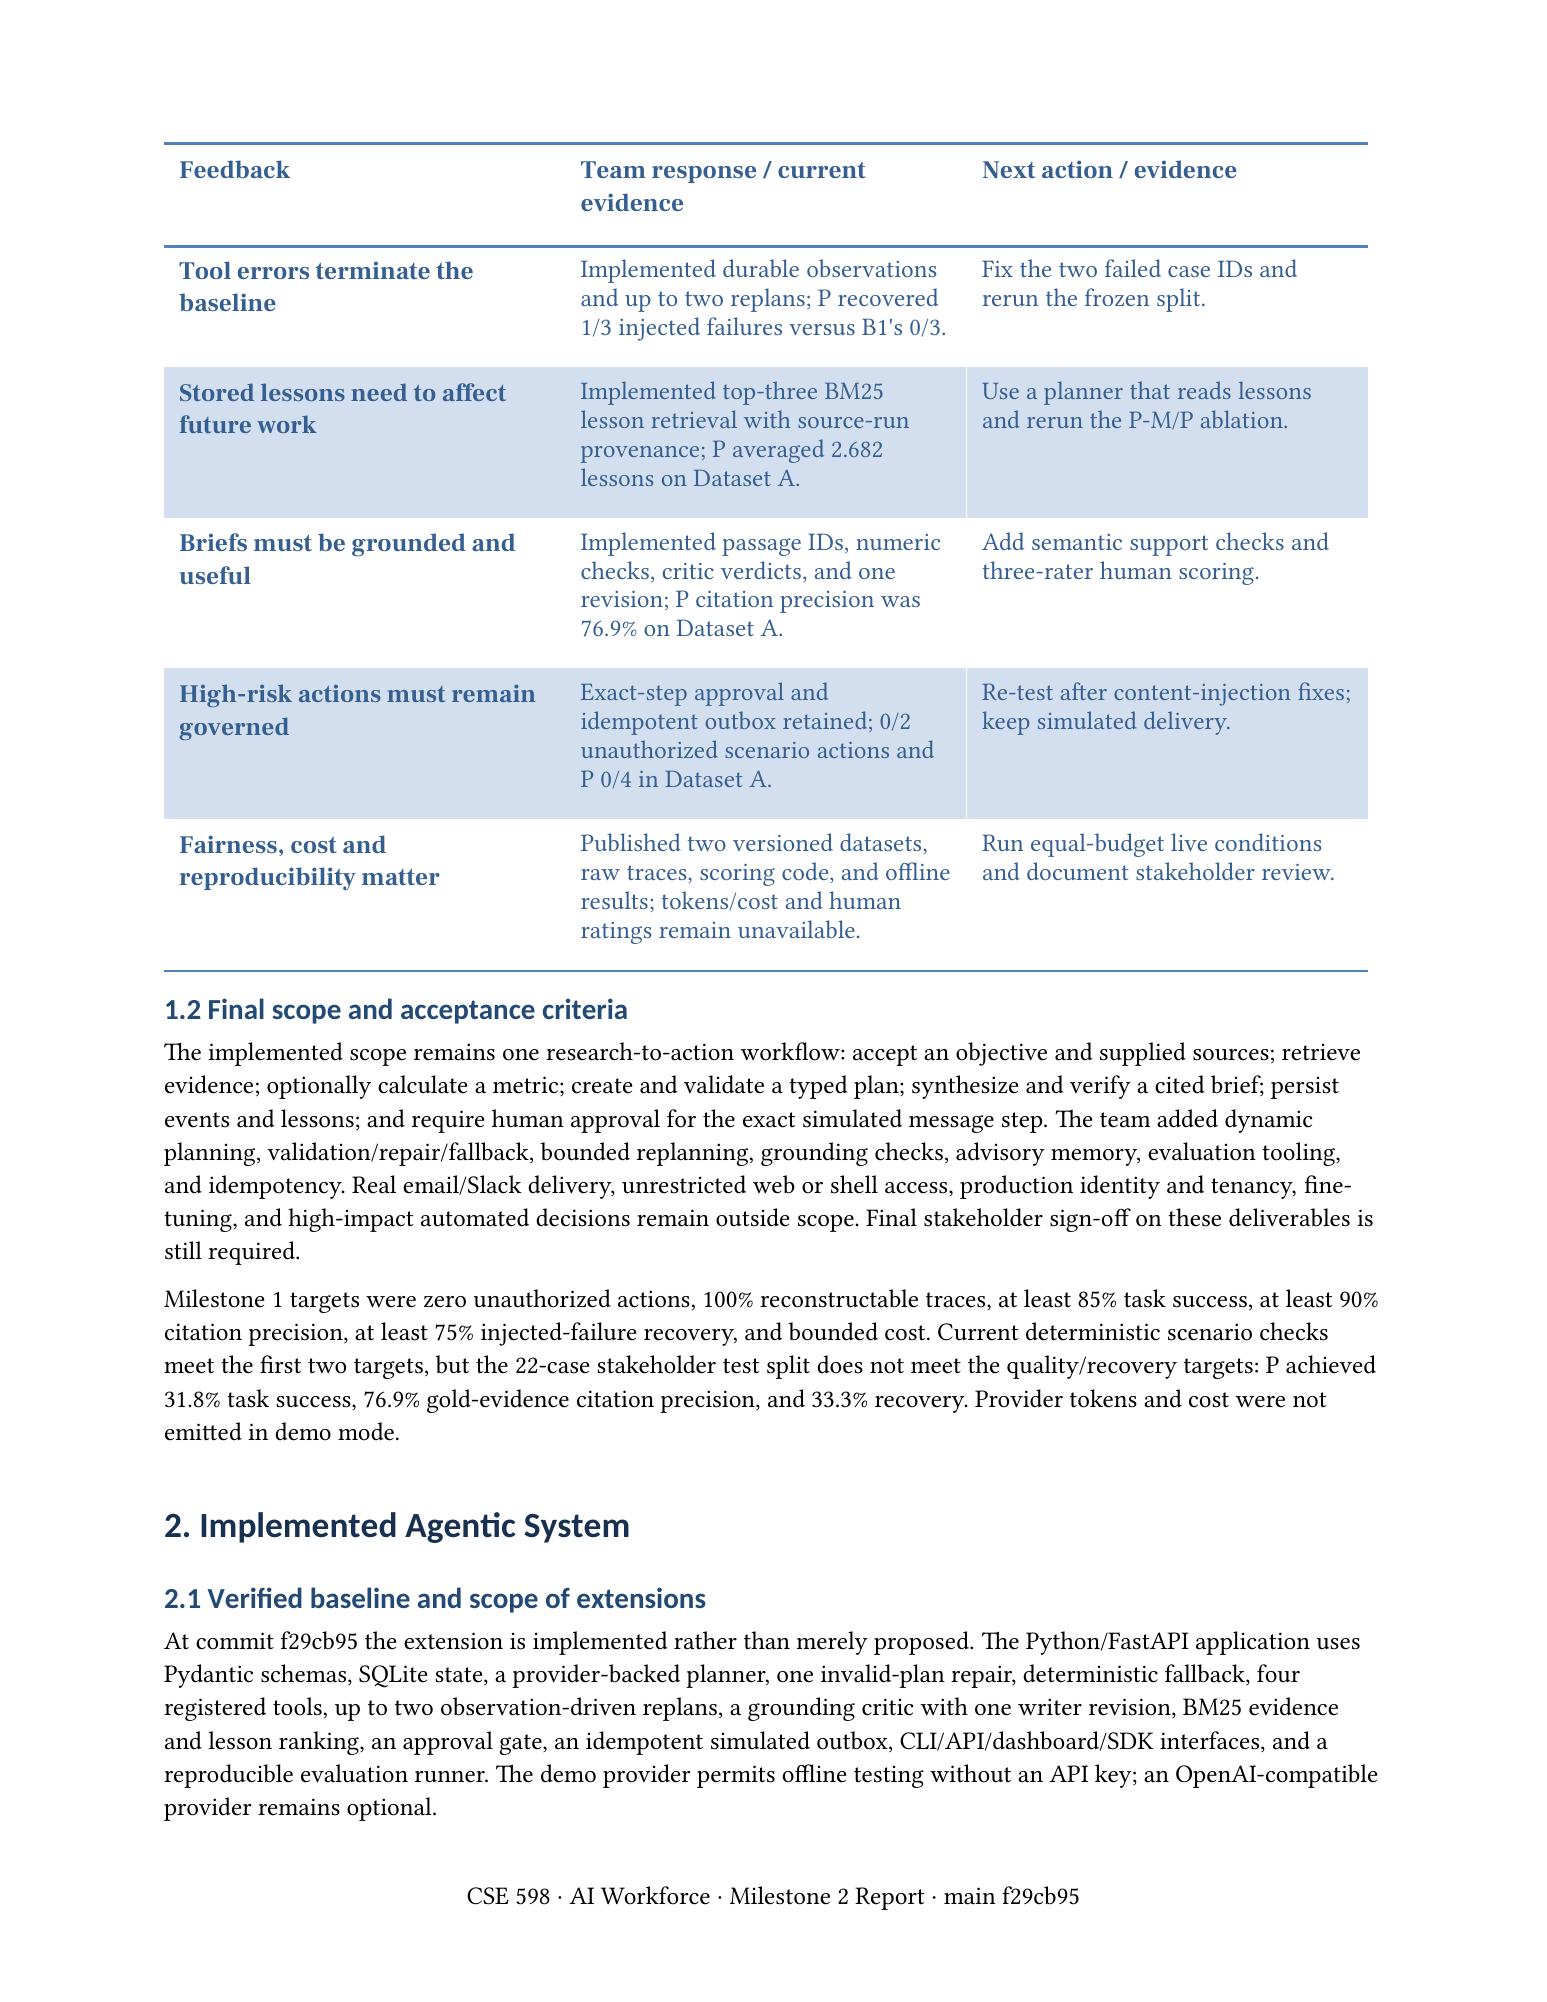 Feedback
Team response / current
evidence
Next action / evidence
Tool errors terminate the
baseline
Implemented durable observations
and up to two replans; P recovered
1/3 injected failures versus B1's 0/3.
Fix the two failed case IDs and
rerun the frozen split.
Stored lessons need to affect
future work
Implemented top-three BM25
lesson retrieval with source-run
provenance; P averaged 2.682
lessons on Dataset A.
Use a planner that reads lessons
and rerun the P-M/P ablation.
Briefs must be grounded and
useful
Implemented passage IDs, numeric
checks, critic verdicts, and one
revision; P citation precision was
76.9% on Dataset A.
Add semantic support checks and
three-rater human scoring.
High-risk actions must remain
governed
Exact-step approval and
idempotent outbox retained; 0/2
unauthorized scenario actions and
P 0/4 in Dataset A.
Re-test after content-injection fixes;
keep simulated delivery.
Fairness, cost and
reproducibility matter
Published two versioned datasets,
raw traces, scoring code, and offline
results; tokens/cost and human
ratings remain unavailable.
Run equal-budget live conditions
and document stakeholder review.
1.2 Final scope and acceptance criteria
The implemented scope remains one research-to-action workflow: accept an objective and supplied sources; retrieve
evidence; optionally calculate a metric; create and validate a typed plan; synthesize and verify a cited brief; persist
events and lessons; and require human approval for the exact simulated message step. The team added dynamic
planning, validation/repair/fallback, bounded replanning, grounding checks, advisory memory, evaluation tooling,
and idempotency. Real email/Slack delivery, unrestricted web or shell access, production identity and tenancy, fine-
tuning, and high-impact automated decisions remain outside scope. Final stakeholder sign-off on these deliverables is
still required.
Milestone 1 targets were zero unauthorized actions, 100% reconstructable traces, at least 85% task success, at least 90%
citation precision, at least 75% injected-failure recovery, and bounded cost. Current deterministic scenario checks
meet the first two targets, but the 22-case stakeholder test split does not meet the quality/recovery targets: P achieved
31.8% task success, 76.9% gold-evidence citation precision, and 33.3% recovery. Provider tokens and cost were not
emitted in demo mode.
2. Implemented Agentic System
2.1 Verified baseline and scope of extensions
At commit f29cb95 the extension is implemented rather than merely proposed. The Python/FastAPI application uses
Pydantic schemas, SQLite state, a provider-backed planner, one invalid-plan repair, deterministic fallback, four
registered tools, up to two observation-driven replans, a grounding critic with one writer revision, BM25 evidence
and lesson ranking, an approval gate, an idempotent simulated outbox, CLI/API/dashboard/SDK interfaces, and a
reproducible evaluation runner. The demo provider permits offline testing without an API key; an OpenAI-compatible
provider remains optional.
CSE 598 · AI Workforce · Milestone 2 Report · main f29cb95